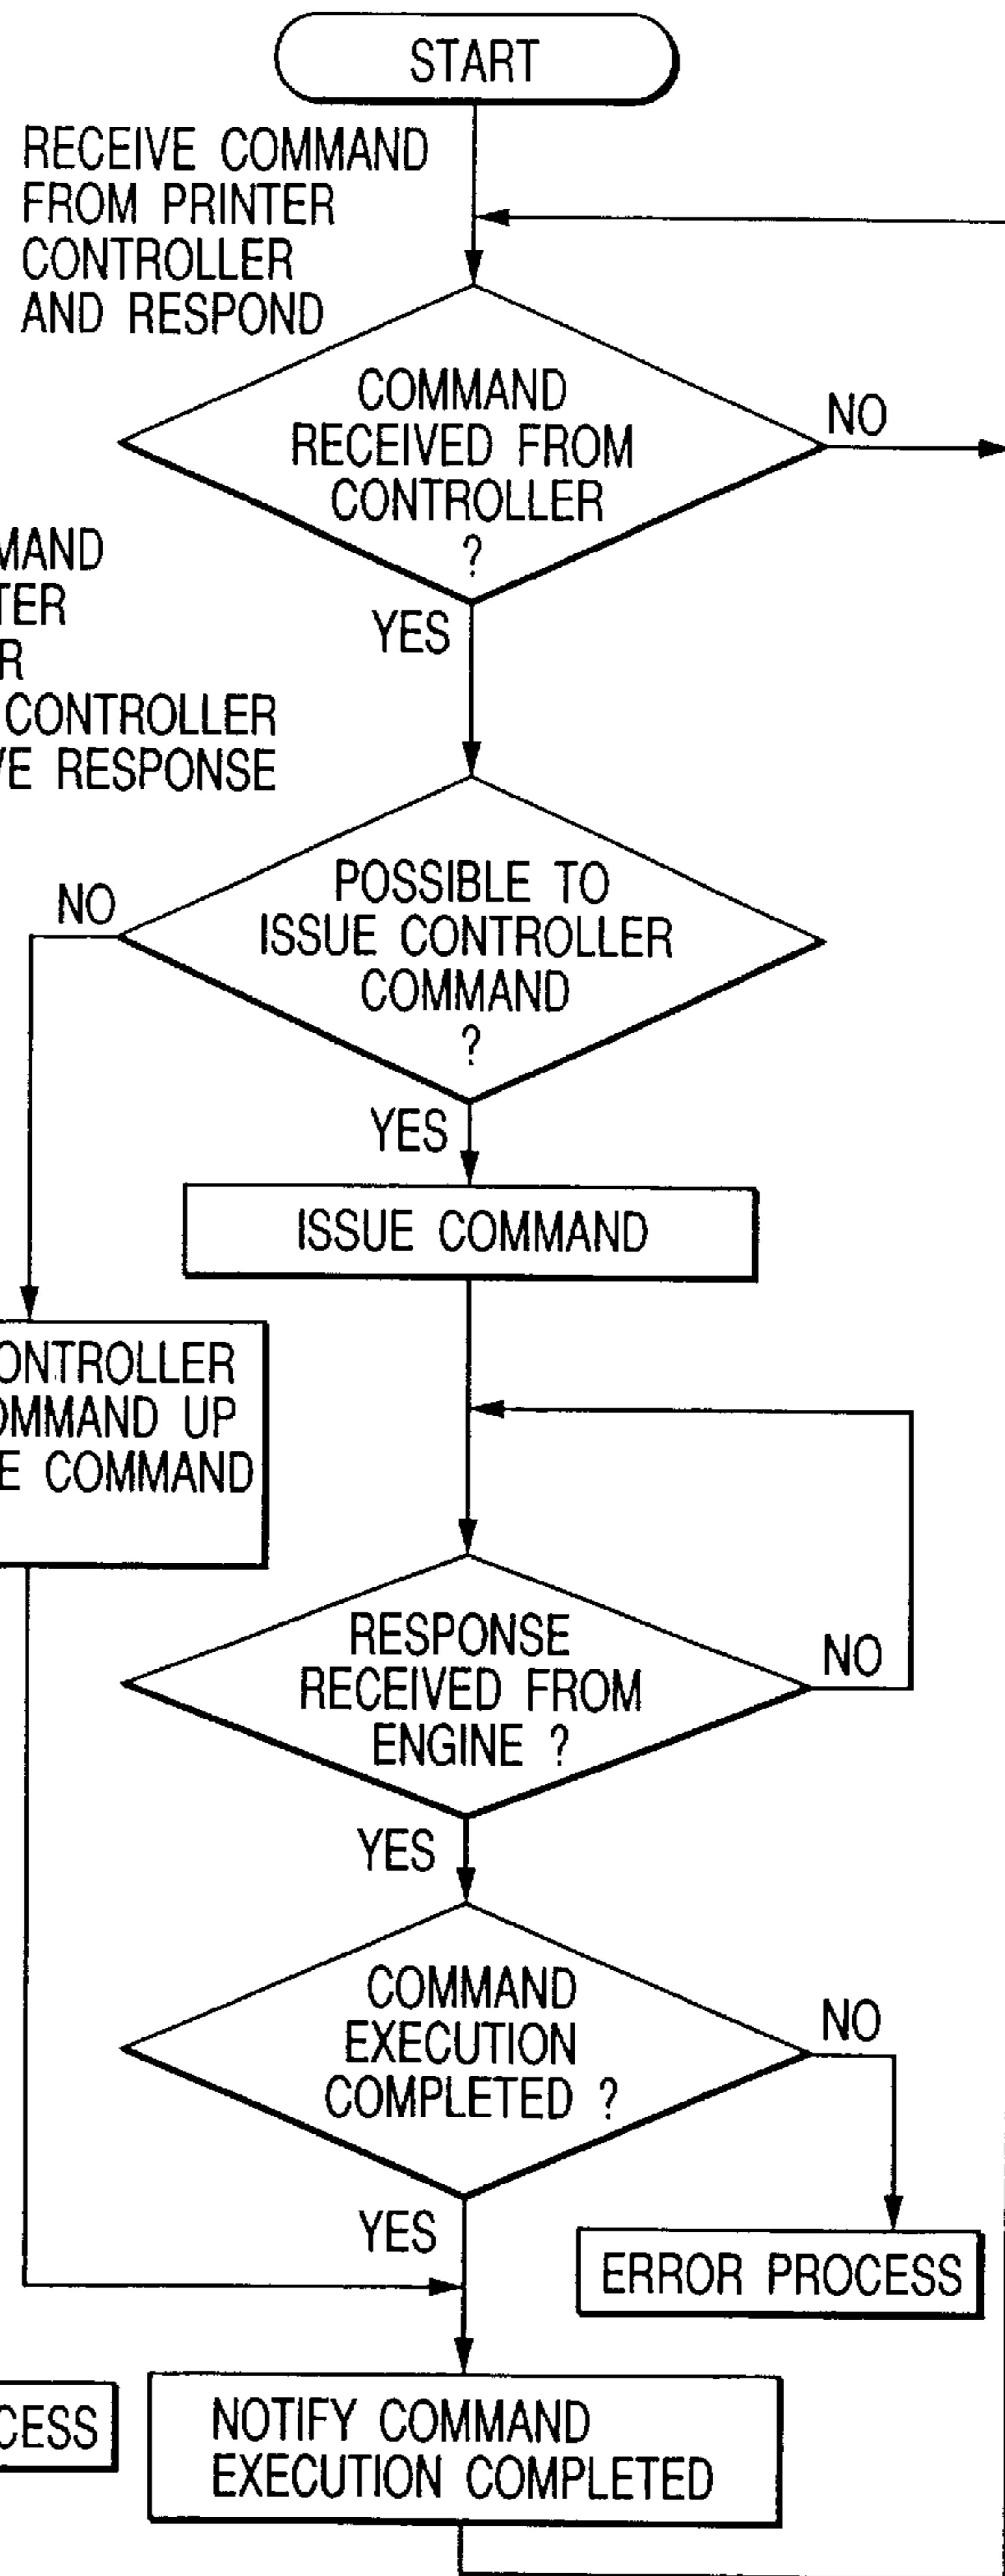 START
RECEIVE COMMAND
FROM PRINTER
CONTROLLER
AND RESPOND
COMMAND
RECEIVED FROM
CONTROLLER
?
NO
YES
MAND
TER
R
CONTROLLER
VE RESPONSE
POSSIBLE TO
ISSUE CONTROLLER
COMMAND
?
NO
YES
ISSUE COMMAND
ONTROLLER
OMMAND UP
E COMMAND
RESPONSE
RECEIVED FROM
ENGINE ?
NO
YES
COMMAND
EXECUTION
COMPLETED ?
NO
YES
ERROR PROCESS
CESS
NOTIFY COMMAND
EXECUTION COMPLETED